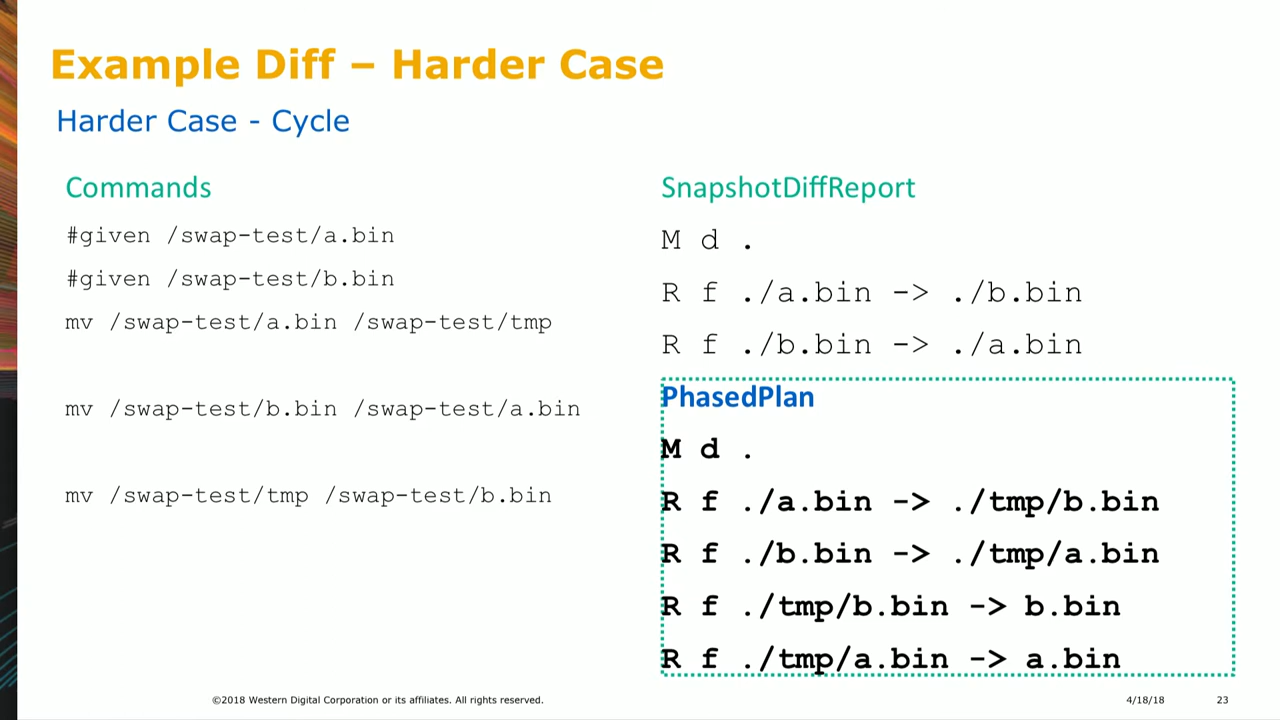 Example Diff – Harder Case
Harder Case - Cycle
Commands
#given /swap-test/a.bin
#given /swap-test/b.bin
mv /swap-test/a.bin /swap-test/tmp
mv /swap-test/b.bin /swap-test/a.bin
mv /swap-test/tmp /swap-test/b.bin
SnapshotDiffReport
M d .
R f ./a.bin -> ./b.bin
R f ./b.bin -> ./a.bin
PhasedPlan
M d .
R f ./a.bin -> ./tmp/b.bin
R f ./b.bin -> ./tmp/a.bin
R f ./tmp/b.bin -> b.bin
R f ./tmp/a.bin -> a.bin
©2018 Western Digital Corporation or its affiliates. All rights reserved.
4/18/18
23